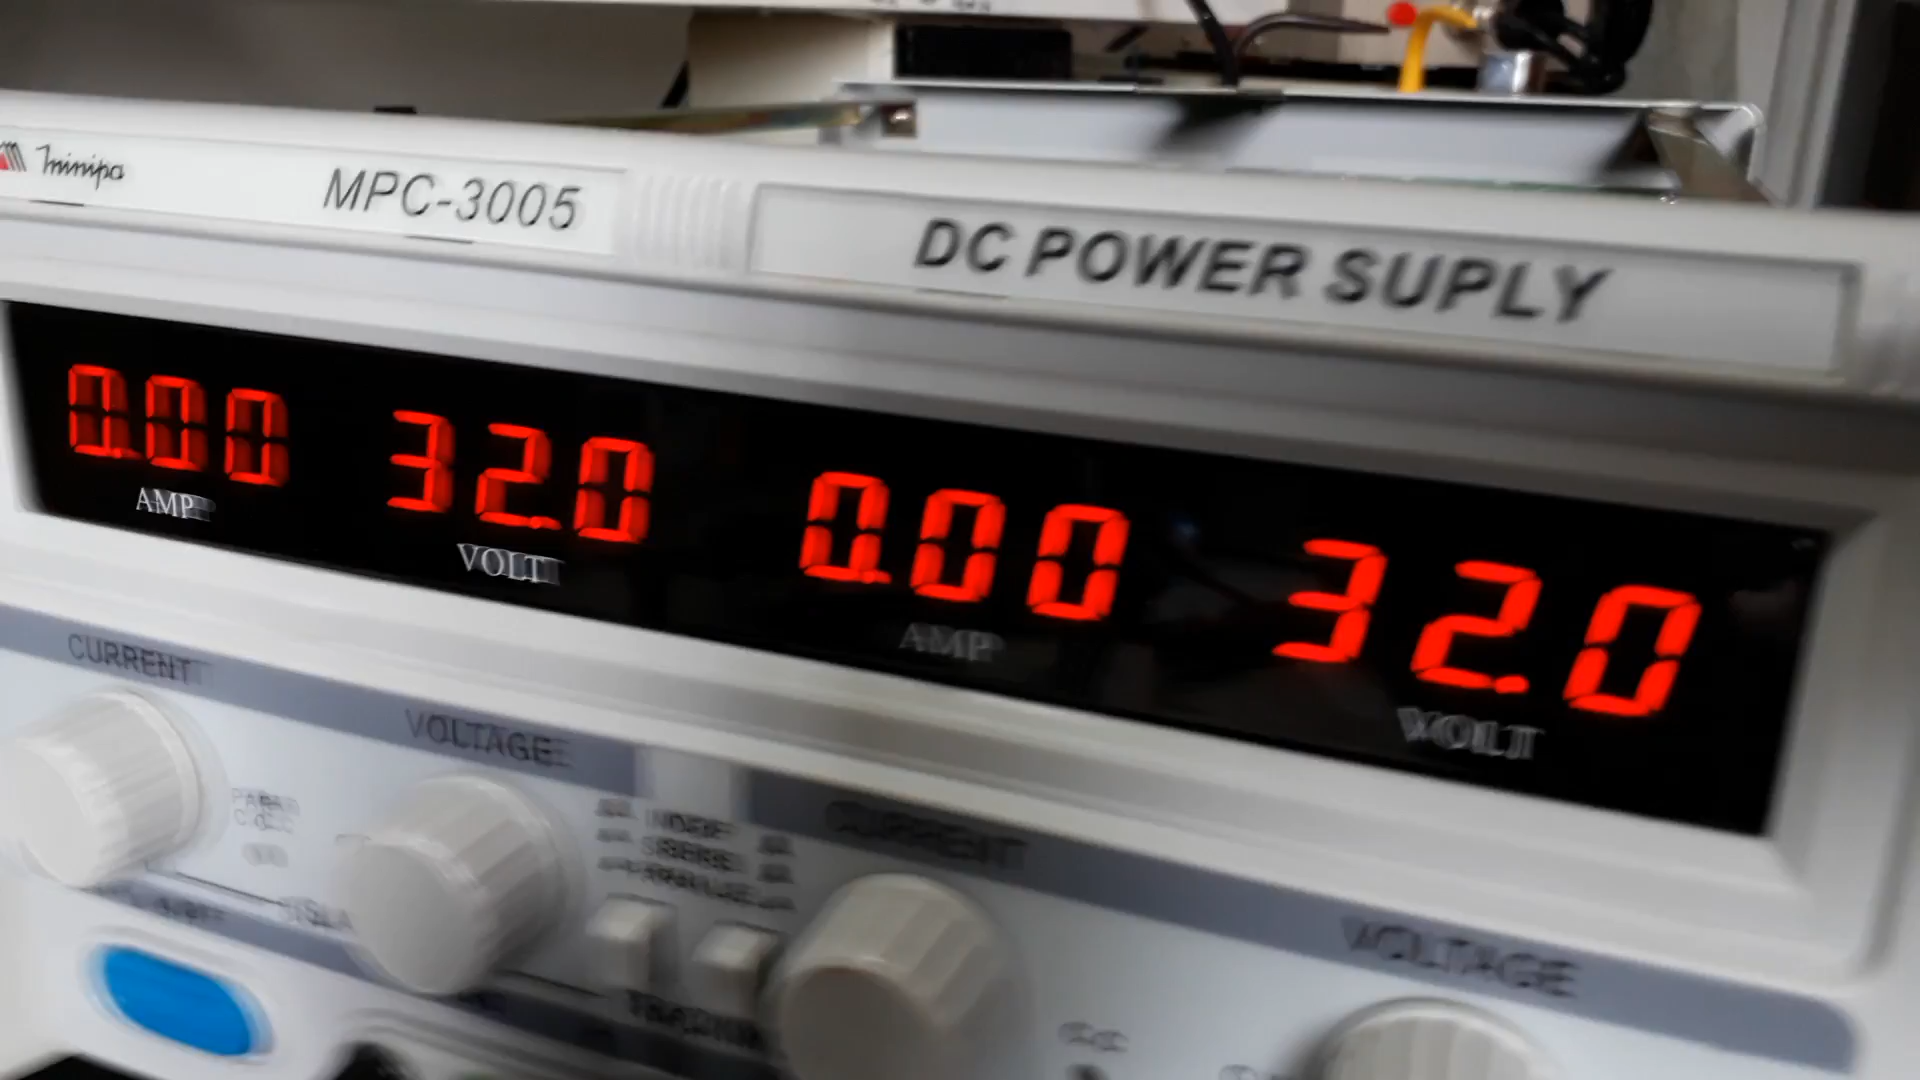 Minipa
MPC-3005
DC POWER SUPLY
0.00
32.0
0.00
32.0
AMP
VOLT
AMP
VOLT
CURRENT
VOLTAGE
CURRENT
VOLTAGE